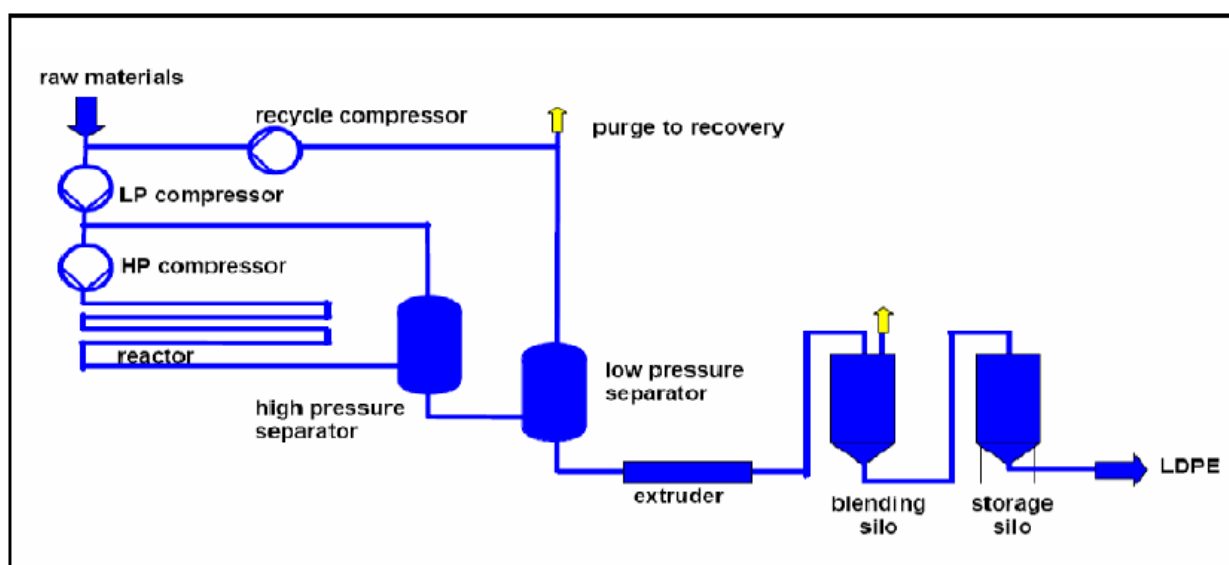 raw materials
recycle compressor
purge to recovery
LP compressor
HP compressor
reactor
high pressure
separator
low pressure
separator
extruder
blending
silo
storage
silo
LDPE